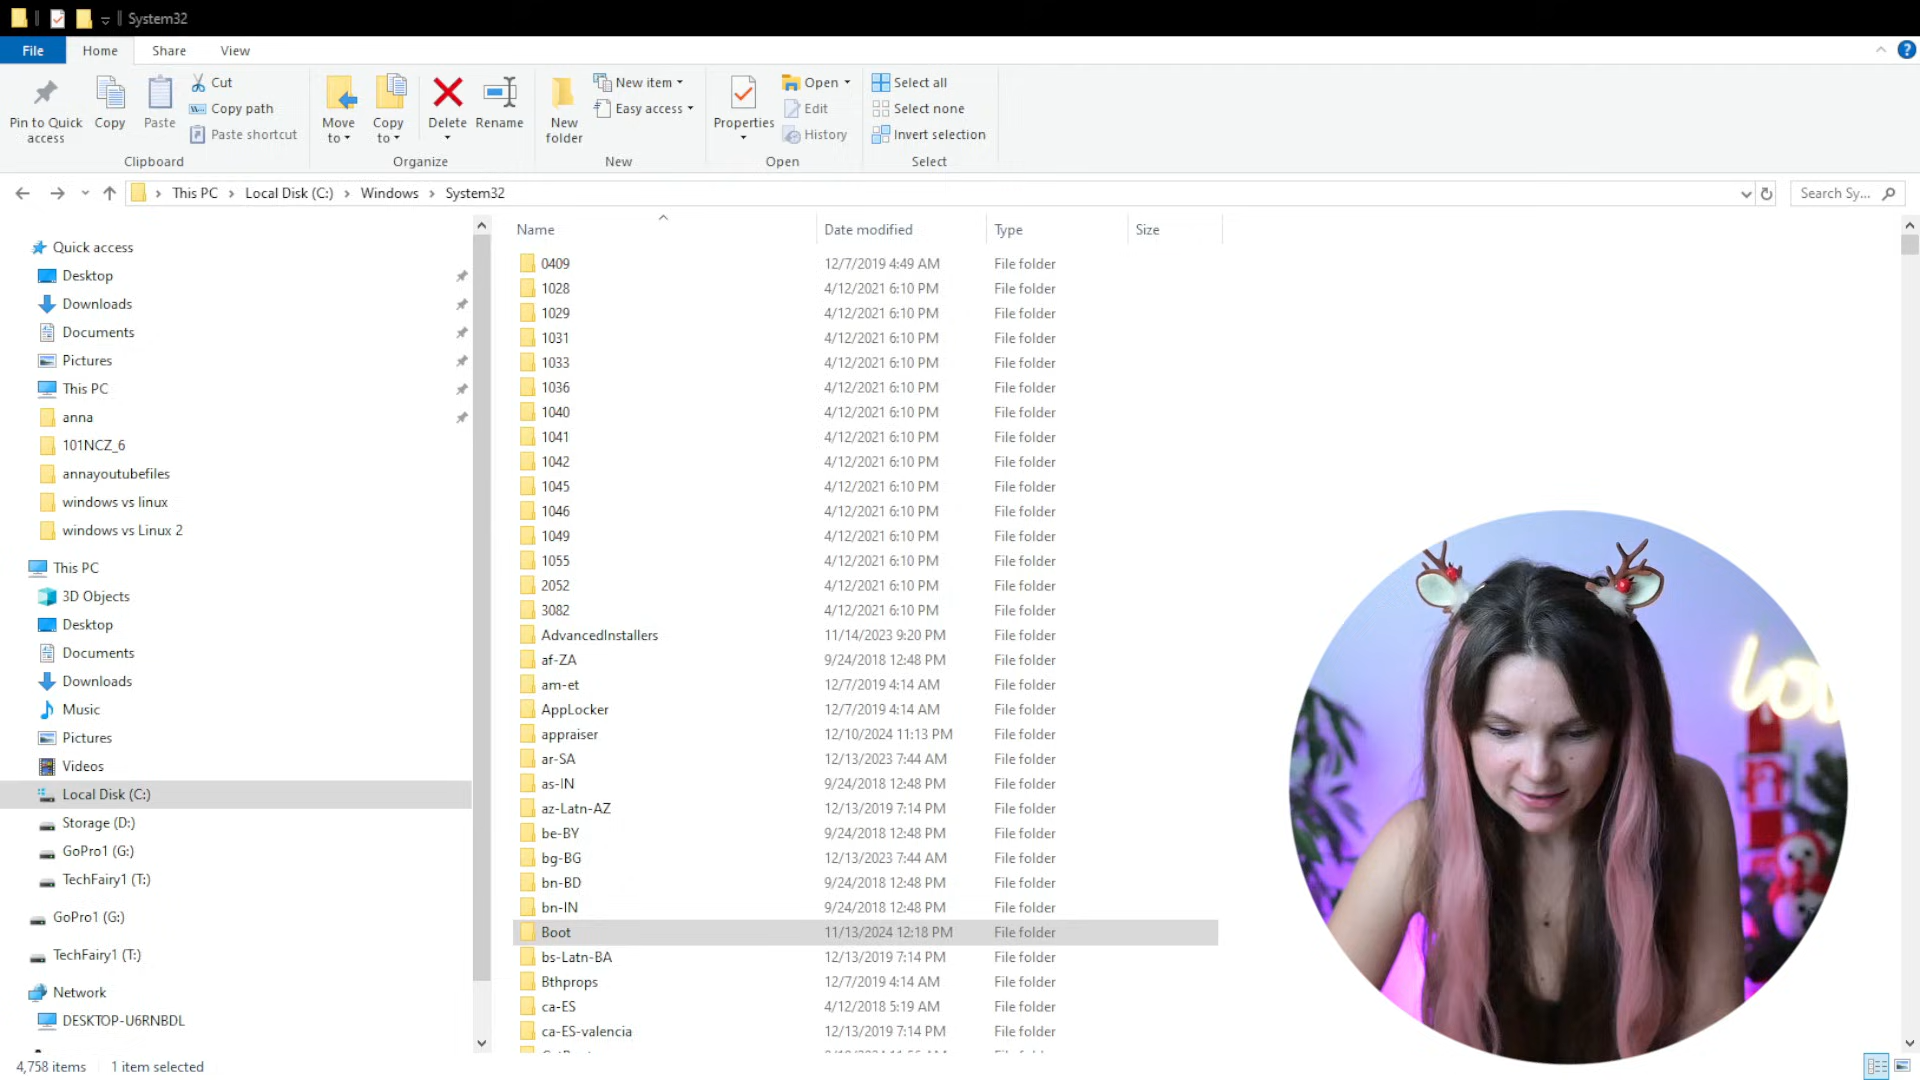 System32
File Home Share View
Pin to Quick access
Copy
Paste
Cut
Copy path
Paste shortcut
Clipboard
Move to
Copy to
Delete
Rename
Organize
New folder
New item
Easy access
New
Properties
Open
Edit
History
Open
Select all
Select none
Invert selection
Select
This PC Local Disk (C:) Windows System32
Search Sy...
Quick access
Desktop
Downloads
Documents
Pictures
This PC
anna
101NCZ_6
annayoutubefiles
windows vs linux
windows vs Linux 2
This PC
3D Objects
Desktop
Documents
Downloads
Music
Pictures
Videos
Local Disk (C:)
Storage (D:)
GoPro1 (G:)
TechFairy1 (T:)
GoPro1 (G:)
TechFairy1 (T:)
Network
DESKTOP-U6RNBDL
Name Date modified Type Size
0409 12/7/2019 4:49 AM File folder
1028 4/12/2021 6:10 PM File folder
1029 4/12/2021 6:10 PM File folder
1031 4/12/2021 6:10 PM File folder
1033 4/12/2021 6:10 PM File folder
1036 4/12/2021 6:10 PM File folder
1040 4/12/2021 6:10 PM File folder
1041 4/12/2021 6:10 PM File folder
1042 4/12/2021 6:10 PM File folder
1045 4/12/2021 6:10 PM File folder
1046 4/12/2021 6:10 PM File folder
1049 4/12/2021 6:10 PM File folder
1055 4/12/2021 6:10 PM File folder
2052 4/12/2021 6:10 PM File folder
3082 4/12/2021 6:10 PM File folder
AdvancedInstallers 11/14/2023 9:20 PM File folder
af-ZA 9/24/2018 12:48 PM File folder
am-et 12/7/2019 4:14 AM File folder
AppLocker 12/7/2019 4:14 AM File folder
appraiser 12/10/2024 11:13 PM File folder
ar-SA 12/13/2023 7:44 AM File folder
as-IN 9/24/2018 12:48 PM File folder
az-Latn-AZ 12/13/2019 7:14 PM File folder
be-BY 9/24/2018 12:48 PM File folder
bg-BG 12/13/2023 7:44 AM File folder
bn-BD 9/24/2018 12:48 PM File folder
bn-IN 9/24/2018 12:48 PM File folder
Boot 11/13/2024 12:18 PM File folder
bs-Latn-BA 12/13/2019 7:14 PM File folder
Bthprops 12/7/2019 4:14 AM File folder
ca-ES 4/12/2018 5:19 AM File folder
ca-ES-valencia 12/13/2019 7:14 PM File folder
4,758 items 1 item selected